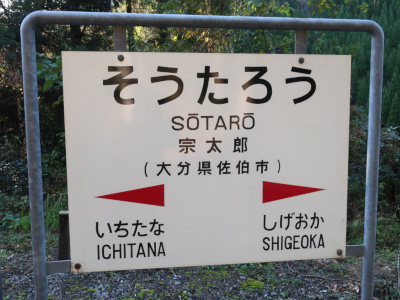 そうたろう
SŌTARŌ
宗太郎
(大分県佐伯市)
いちたな しげおか
ICHITANA SHIGEOKA